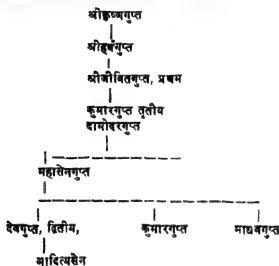 श्रीकृष्णगुप्त
श्रीहर्षगुप्त
श्रीजीवितगुप्त, प्रथम
कुमारगुप्त तृतीय
दामोदरगुप्त
महासेनगुप्त
देवगुप्त, द्वितीय, कुमारगुप्त माधवगुप्त
आदित्यसेन